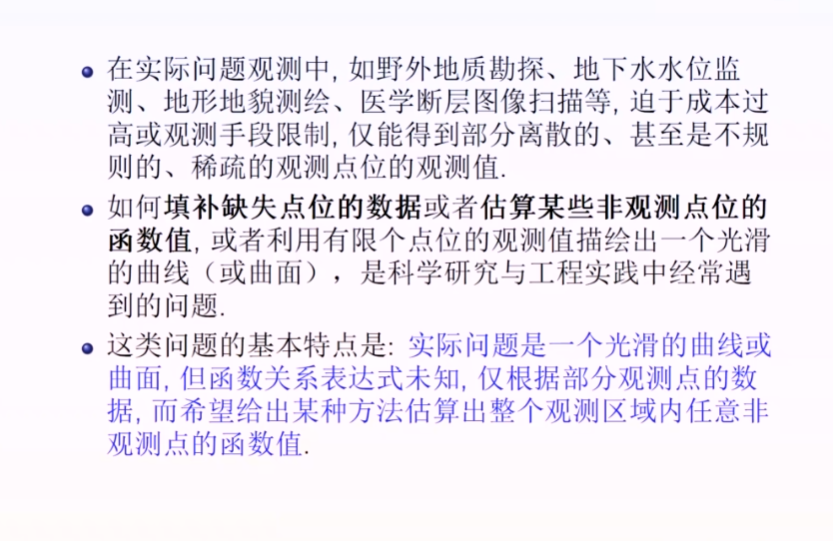 在实际问题观测中, 如野外地质勘探、地下水水位监
测、地形地貌测绘、医学断层图像扫描等, 迫于成本过
高或观测手段限制, 仅能得到部分离散的、甚至是不规
则的、稀疏的观测点位的观测值.
如何填补缺失点位的数据或者估算某些非观测点位的
函数值, 或者利用有限个点位的观测值描绘出一个光滑
的曲线（或曲面），是科学研究与工程实践中经常遇
到的问题.
这类问题的基本特点是: 实际问题是一个光滑的曲线或
曲面, 但函数关系表达式未知, 仅根据部分观测点的数
据, 而希望给出某种方法估算出整个观测区域内任意非
观测点的函数值.